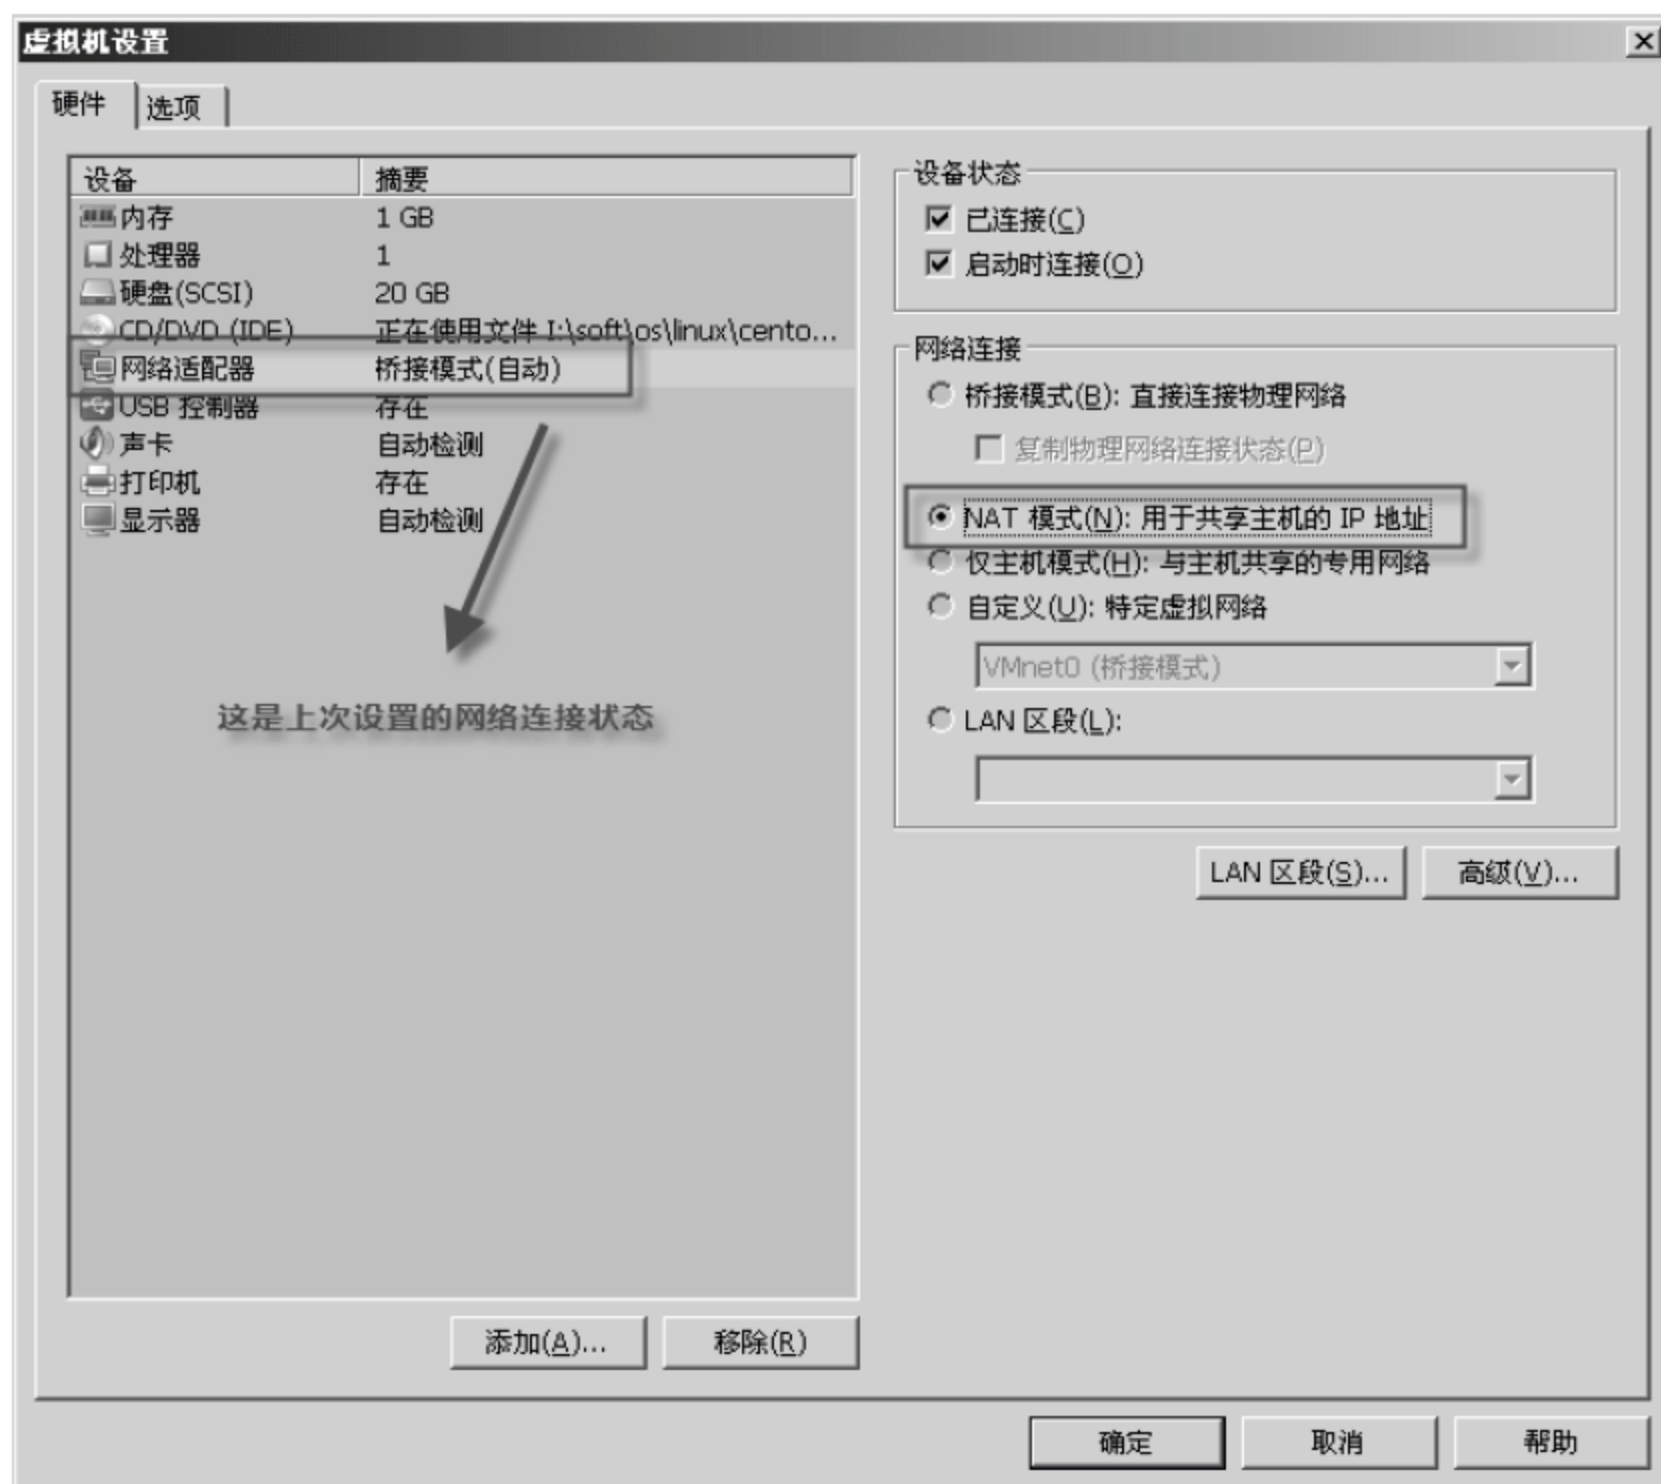 虚拟机设置
硬件 选项
设备 摘要
内存 1 GB
处理器 1
硬盘(SCSI) 20 GB
CD/DVD (IDE) 正在使用文件 I:\soft\os\linux\cento...
网络适配器 桥接模式(自动)
USB 控制器 存在
声卡 自动检测
打印机 存在
显示器 自动检测
这是上次设置的网络连接状态
添加(A)... 移除(R)
设备状态
已连接(C)
启动时连接(O)
网络连接
桥接模式(B): 直接连接物理网络
复制物理网络连接状态(P)
NAT 模式(N): 用于共享主机的 IP 地址
仅主机模式(H): 与主机共享的专用网络
自定义(U): 特定虚拟网络
VMnet0 (桥接模式)
LAN 区段(L):
LAN 区段(S)... 高级(V)...
确定 取消 帮助